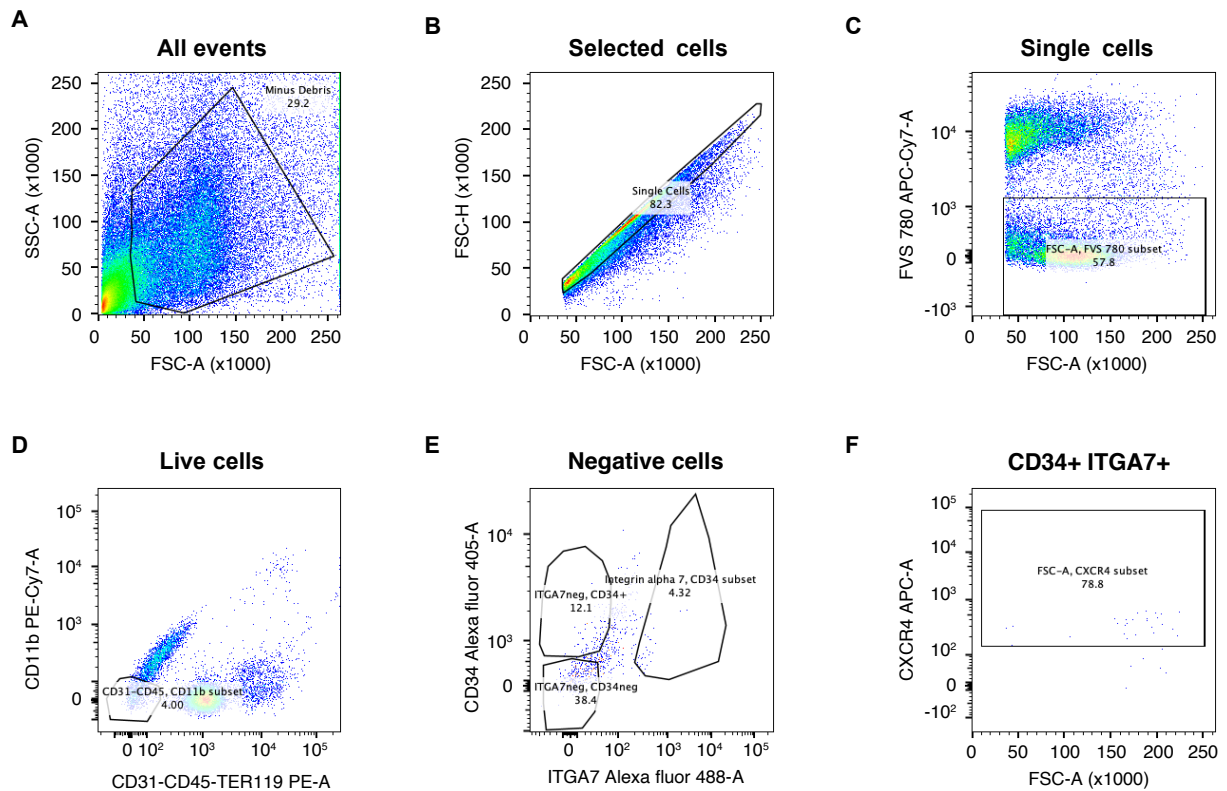 A
All events
SSC-A (x1000)
250
200
150
100
50
0
Minus Debris
29.2
0 50 100 150 200 250
FSC-A (x1000)
B
Selected cells
FSC-H (x1000)
250
200
150
100
50
0
Single Cells
82.3
0 50 100 150 200 250
FSC-A (x1000)
C
Single cells
FVS 780 APC-Cy7-A
10⁴
10³
0
-10³
FSC-A, FVS 780 subset
57.8
0 50 100 150 200 250
FSC-A (x1000)
D
Live cells
CD11b PE-Cy7-A
10⁵
10⁴
10³
0
CD31-CD45, CD11b subset
4.00
0 10² 10³ 10⁴ 10⁵
CD31-CD45-TER119 PE-A
E
Negative cells
CD34 Alexa fluor 405-A
10⁴
10³
0
Integrin alpha 7, CD34 subset
4.32
ITGA7neg, CD34+
12.1
ITGA7neg, CD34neg
38.4
0 10² 10³ 10⁴ 10⁵
ITGA7 Alexa fluor 488-A
F
CD34+ ITGA7+
CXCR4 APC-A
10⁵
10⁴
10³
10²
0
-10²
FSC-A, CXCR4 subset
78.8
0 50 100 150 200 250
FSC-A (x1000)